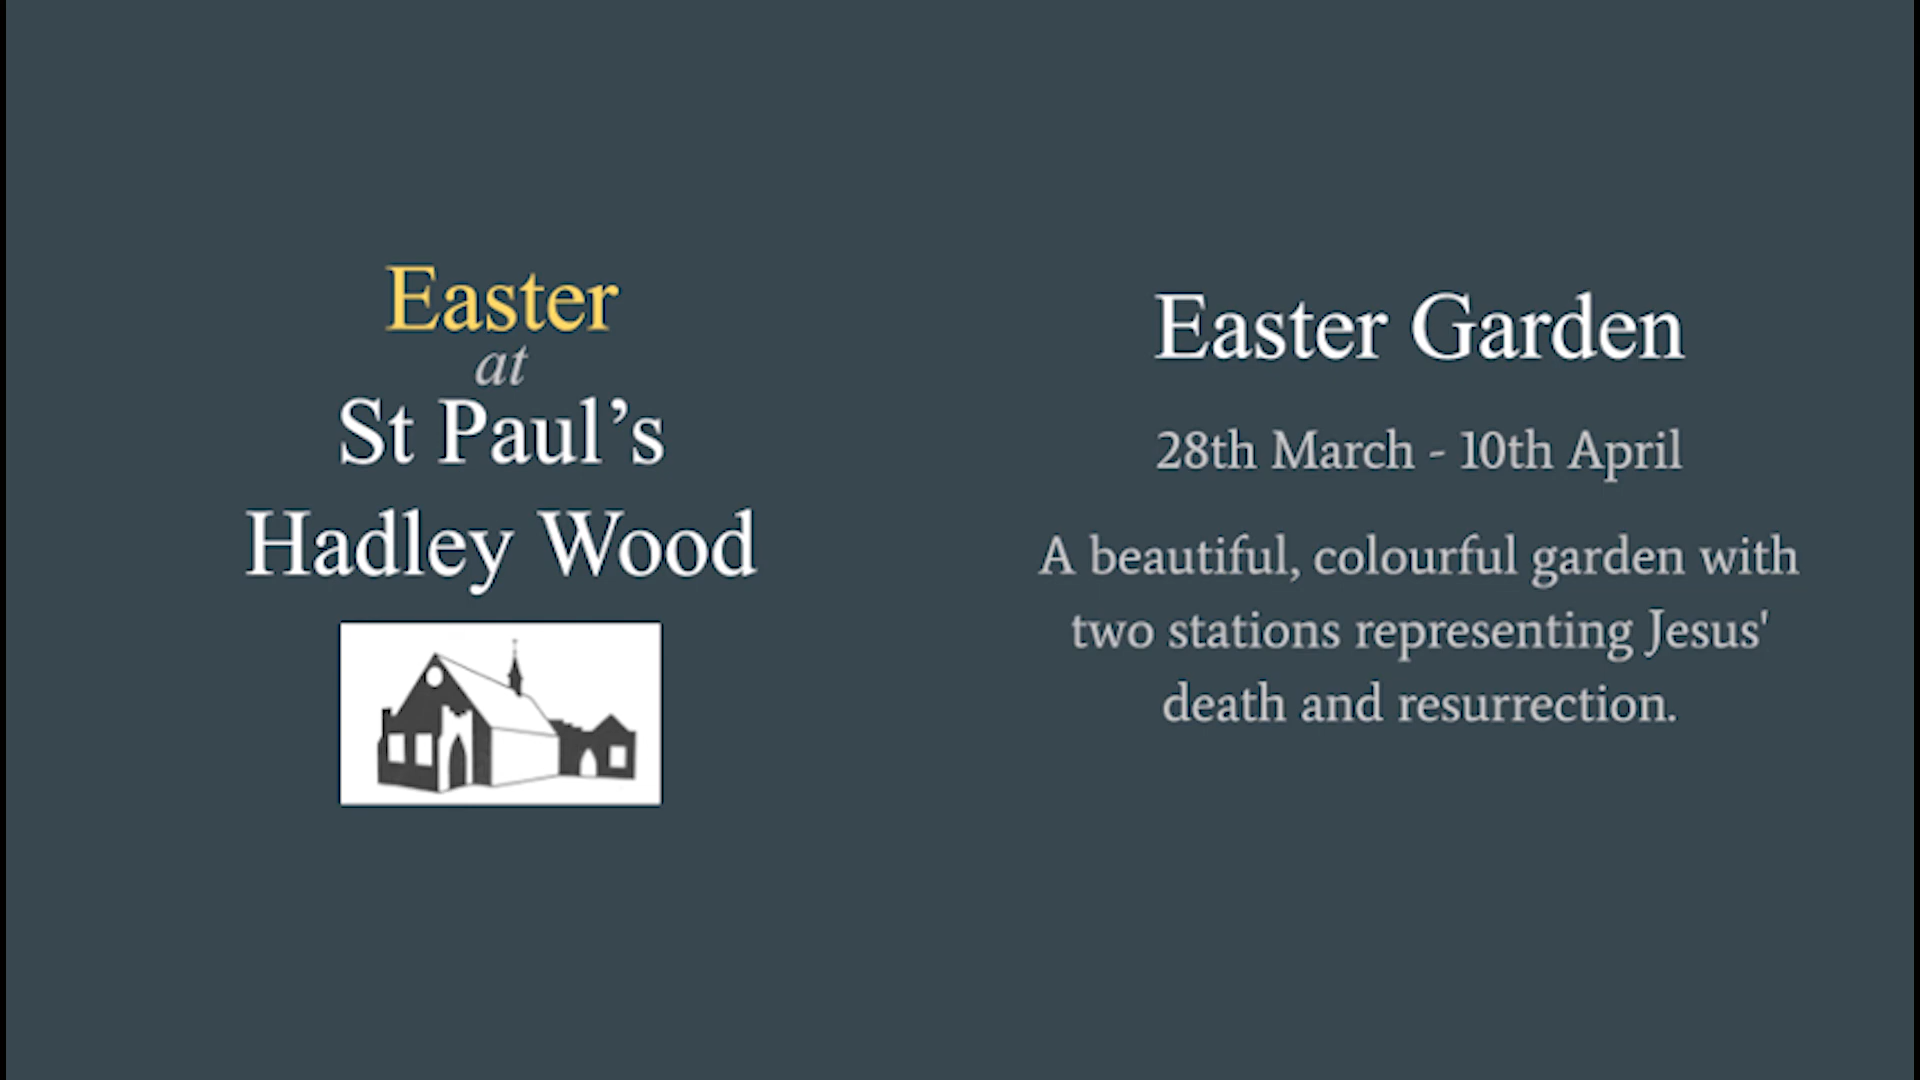 Easter
at
St Paul’s
Hadley Wood
Easter Garden
28th March - 10th April
A beautiful, colourful garden with
two stations representing Jesus'
death and resurrection.